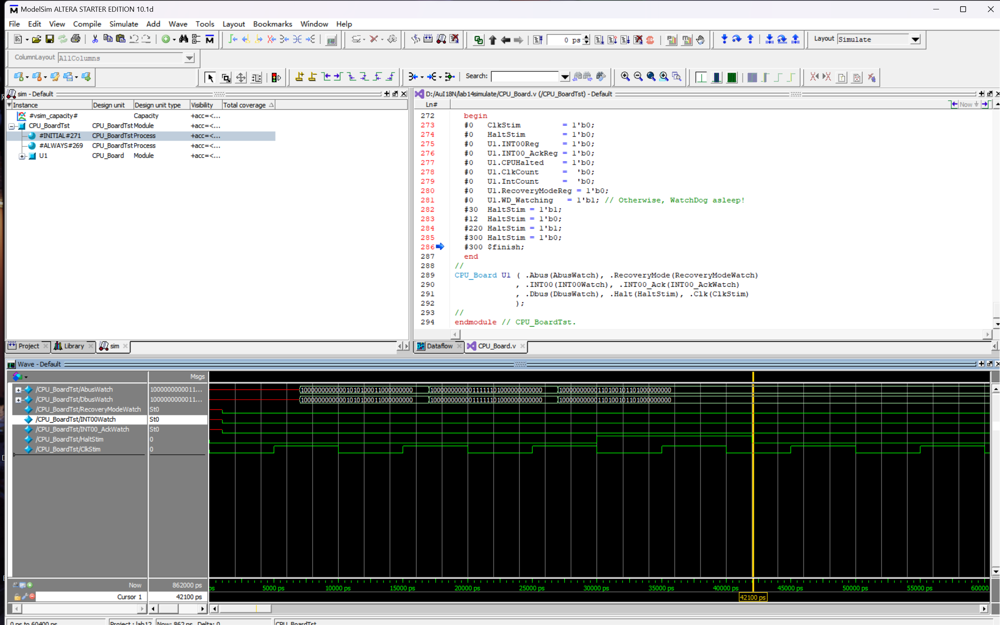 ModelSim ALTERA STARTER EDITION 10.1d
File Edit View Compile Simulate Add Wave Tools Layout Bookmarks Window Help
0 ps
Layout Simulate
ColumnLayout AllColumns
Search:
sim - Default
Instance Design unit Design unit type Visibility Total coverage
#vsim_capacity# Capacity +acc=<...
CPU_BoardTst CPU_BoardTst Module +acc=<...
#INITIAL#271 CPU_BoardTst Process +acc=<...
#ALWAYS#269 CPU_BoardTst Process +acc=<...
U1 CPU_Board Module +acc=<...
Project Library sim
D:/AuI18N/lab14simulate/CPU_Board.v (/CPU_BoardTst) - Default
Ln# Now
272 begin
273 #0 ClkStim = 1'b0;
274 #0 HaltStim = 1'b0;
275 #0 U1.INT00Reg = 1'b0;
276 #0 U1.INT00_AckReg = 1'b0;
277 #0 U1.CPUHalted = 1'b0;
278 #0 U1.ClkCount = 'b0;
279 #0 U1.IntCount = 'b0;
280 #0 U1.RecoveryModeReg = 1'b0;
281 #0 U1.WD_Watching = 1'b1; // Otherwise, WatchDog asleep!
282 #30 HaltStim = 1'b1;
283 #12 HaltStim = 1'b0;
284 #220 HaltStim = 1'b1;
285 #300 HaltStim = 1'b0;
286 #300 $finish;
287 end
288 //
289 CPU_Board U1 ( .Abus(AbusWatch), .RecoveryMode(RecoveryModeWatch)
290 , .INT00(INT00Watch), .INT00_Ack(INT00_AckWatch)
291 , .Dbus(DbusWatch), .Halt(HaltStim), .Clk(ClkStim)
292 );
293 //
294 endmodule // CPU_BoardTst.
Dataflow CPU_Board.v
Wave - Default
Msgs
/CPU_BoardTst/AbusWatch 1000000000011... 10000000000001010100011000000000 10000000000011111101000000000000 10000000000110100101101000000000
/CPU_BoardTst/DbusWatch 1000000000011... 10000000000001010100011000000000 10000000000011111101000000000000 10000000000110100101101000000000
/CPU_BoardTst/RecoveryModeWatch St0
/CPU_BoardTst/INT00Watch St0
/CPU_BoardTst/INT00_AckWatch St0
/CPU_BoardTst/HaltStim 0
/CPU_BoardTst/ClkStim 0
Now 862000 ps
ps 5000 ps 10000 ps 15000 ps 20000 ps 25000 ps 30000 ps 35000 ps 40000 ps 45000 ps 50000 ps 55000 ps 60000
Cursor 1 42100 ps
42100 ps
0 ps to 60400 ps Project : lab12 Now: 862 ns Delta: 0 CPU_BoardTst